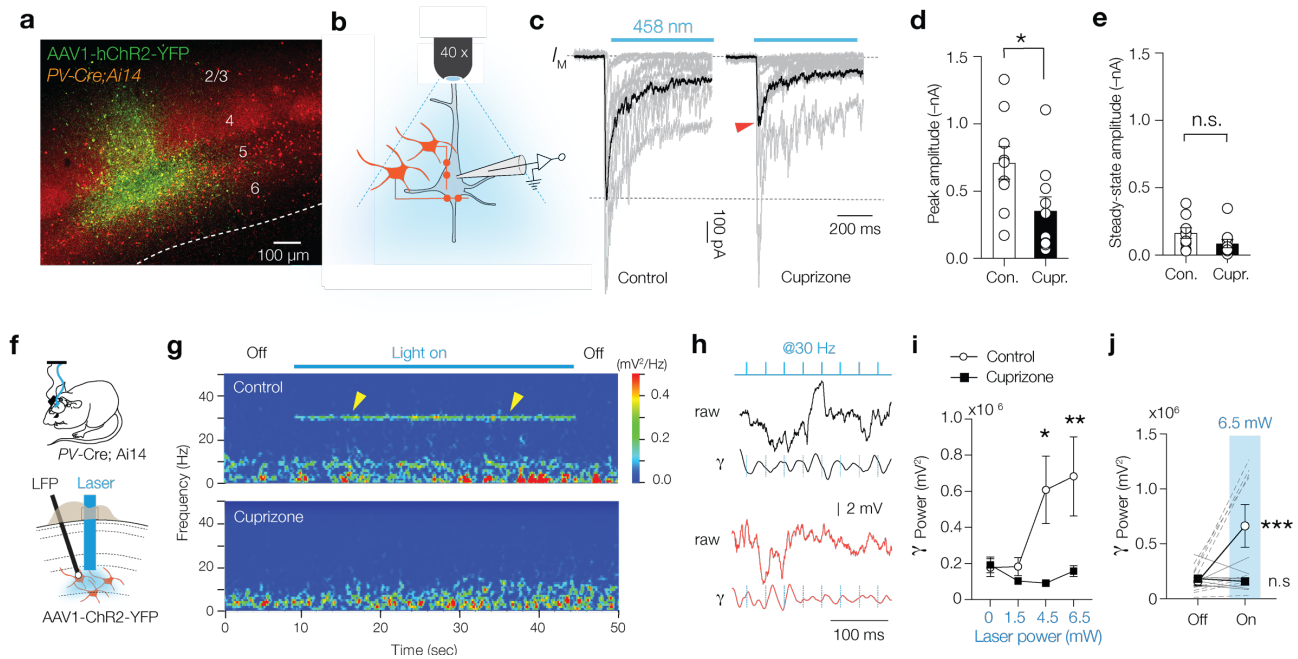 a
AAV1-hChR2-YFP
PV-Cre;Ai14
2/3
4
5
6
100 µm
b
40 x
c
458 nm
I_M
100 pA
200 ms
Control
Cuprizone
d
*
Peak amplitude (–nA)
1.5
1.0
0.5
0.0
Con.
Cupr.
e
n.s.
Steady-state amplitude (–nA)
1.5
1.0
0.5
0.0
Con.
Cupr.
f
PV-Cre; Ai14
LFP
Laser
AAV1-ChR2-YFP
g
Off
Light on
Off
(mV²/Hz)
Control
0.4
0.2
0.0
40
20
0
Frequency (Hz)
Cuprizone
40
20
0
0
10
20
30
40
50
Time (sec)
h
@30 Hz
raw
γ
2 mV
raw
γ
100 ms
i
Control
Cuprizone
x10⁶
1.0
0.8
0.6
0.4
0.2
0
γ Power (mV²)
*
**
0
1.5
4.5
6.5
Laser power (mW)
j
x 10⁶
6.5 mW
1.5
1.0
0.5
0
γ Power (mV²)
***
n.s
Off
On